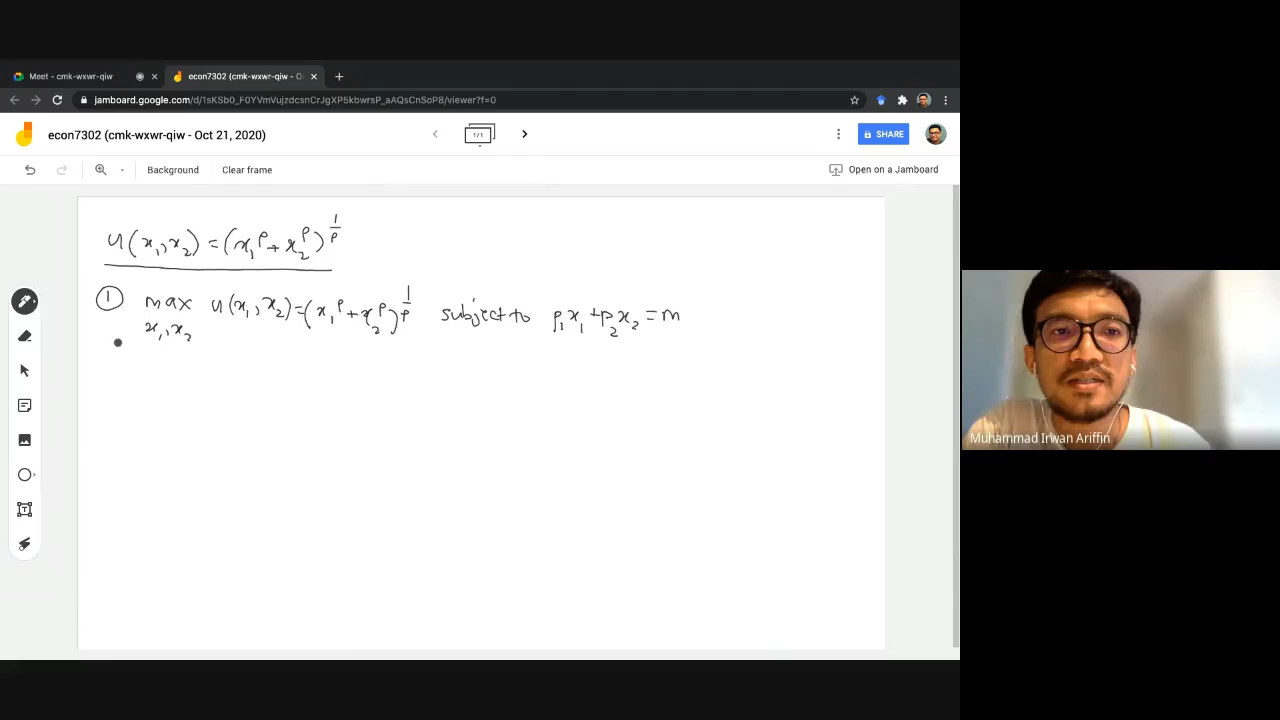 Meet - cmk-wxwr-qiw
econ7302 (cmk-wxwr-qiw - O
jamboard.google.com/d/1sKSb0_F0YVmVujzdcsnCrJgXP5kbwrsP_aAQsCnSoP8/viewer?f=0
econ7302 (cmk-wxwr-qiw - Oct 21, 2020)
1/1
SHARE
Background
Clear frame
Open on a Jamboard
u(x₁,x₂) = (x₁^ρ + x₂^ρ)^(1/ρ)
① max u(x₁,x₂) = (x₁^ρ + x₂^ρ)^(1/ρ) subject to p₁x₁ + p₂x₂ = m
x₁,x₂
Muhammad Irwan Ariffin